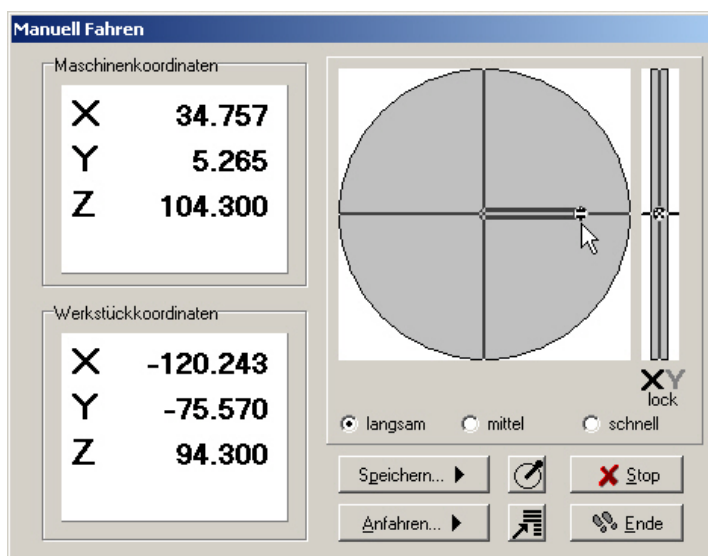 Manuell Fahren
Maschinenkoordinaten
X 34.757
Y 5.265
Z 104.300
Werkstückkoordinaten
X -120.243
Y -75.570
Z 94.300
XY
lock
langsam mittel schnell
Speichern... Stop
Anfahren... Ende